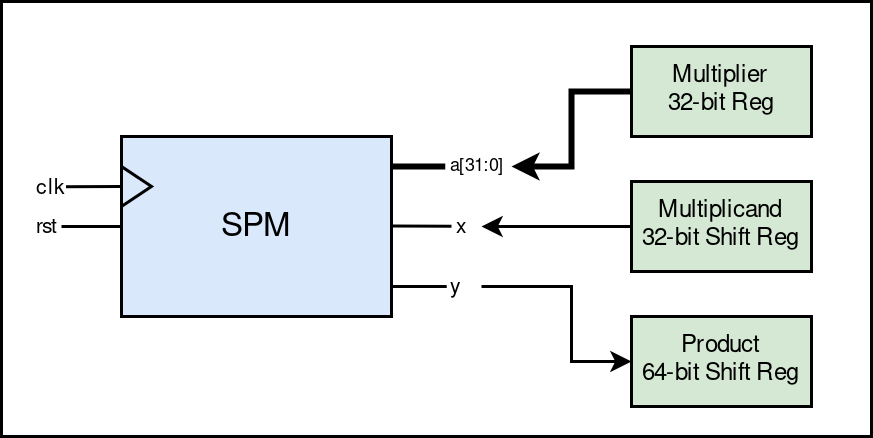 clk
rst
SPM
a[31:0]
x
y
Multiplier
32-bit Reg
Multiplicand
32-bit Shift Reg
Product
64-bit Shift Reg